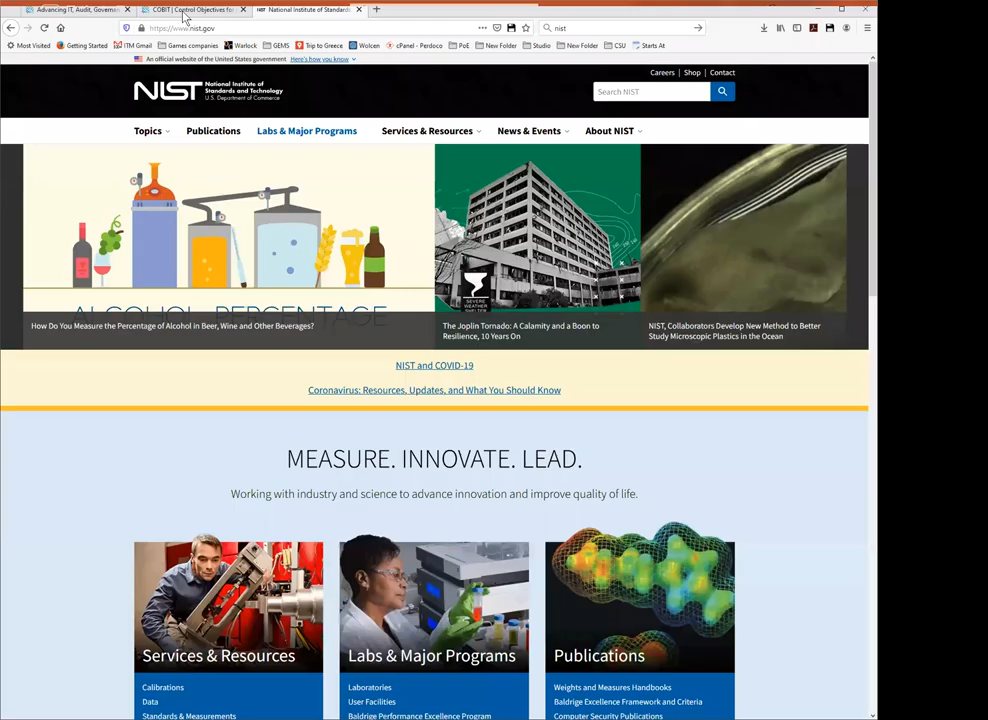 Advancing IT, Audit, Governan
COBIT | Control Objectives for
NIST National Institute of Standards
https://www.nist.gov
nist
Most Visited
Getting Started
ITM Gmail
Games companies
Warlock
GEMS
Trip to Greece
Wolcen
cPanel - Perdoco
PoE
New Folder
Studio
New Folder
CSU
Starts At
An official website of the United States government Here's how you know
Careers | Shop | Contact
NIST National Institute of
Standards and Technology
U.S. Department of Commerce
Search NIST
Topics
Publications
Labs & Major Programs
Services & Resources
News & Events
About NIST
ALCOHOL PERCENTAGE
SEVERE
WEATHER
SHELTER
How Do You Measure the Percentage of Alcohol in Beer, Wine and Other Beverages?
The Joplin Tornado: A Calamity and a Boon to
Resilience, 10 Years On
NIST, Collaborators Develop New Method to Better
Study Microscopic Plastics in the Ocean
NIST and COVID-19
Coronavirus: Resources, Updates, and What You Should Know
MEASURE. INNOVATE. LEAD.
Working with industry and science to advance innovation and improve quality of life.
Services & Resources
Labs & Major Programs
Publications
Calibrations
Laboratories
Weights and Measures Handbooks
Data
User Facilities
Baldrige Excellence Framework and Criteria
Standards & Measurements
Baldrige Performance Excellence Program
Computer Security Publications